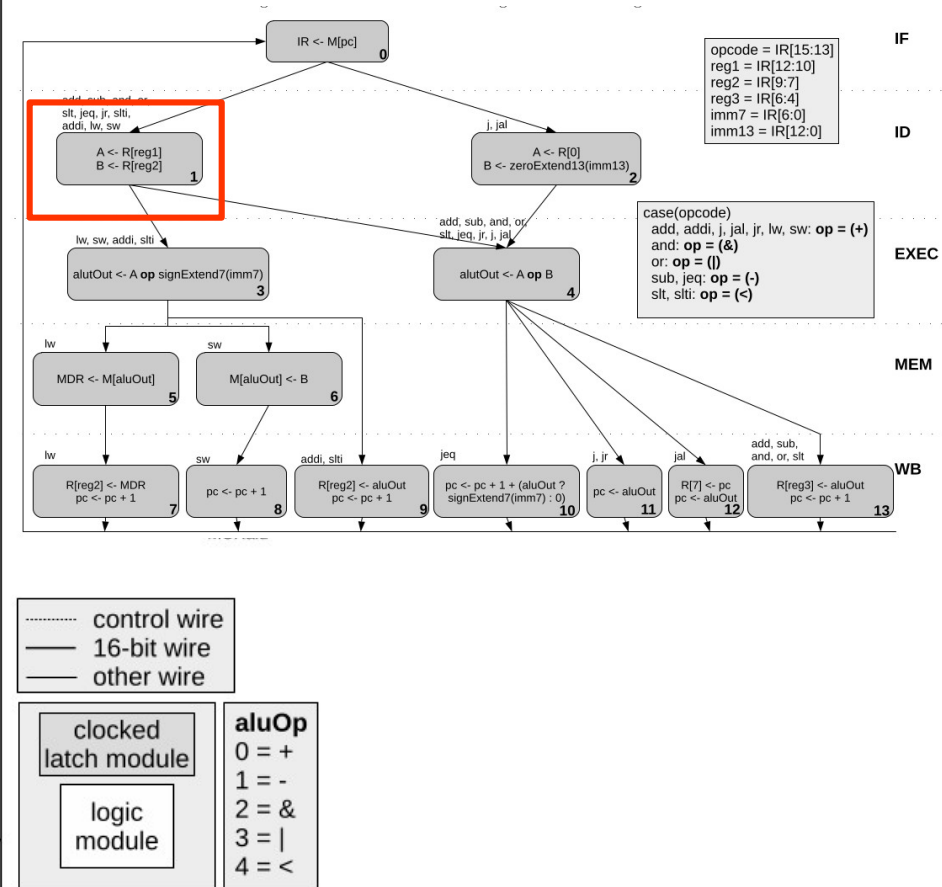 IR <- M[pc]
0
IF
opcode = IR[15:13]
reg1 = IR[12:10]
reg2 = IR[9:7]
reg3 = IR[6:4]
imm7 = IR[6:0]
imm13 = IR[12:0]
add, sub, and, or
slt, jeq, jr, slti,
addi, lw, sw
j, jal
ID
A <- R[reg1]
B <- R[reg2]
1
A <- R[0]
B <- zeroExtend13(imm13)
2
case(opcode)
add, addi, j, jal, jr, lw, sw: op = (+)
and: op = (&)
or: op = (|)
sub, jeq: op = (-)
slt, slti: op = (<)
lw, sw, addi, slti
add, sub, and, or,
slt, jeq, jr, j, jal
EXEC
alutOut <- A op signExtend7(imm7)
3
alutOut <- A op B
4
lw
sw
MEM
MDR <- M[aluOut]
5
M[aluOut] <- B
6
lw
sw
addi, slti
jeq
j, jr
jal
add, sub,
and, or, slt
WB
R[reg2] <- MDR
pc <- pc + 1
7
pc <- pc + 1
8
R[reg2] <- aluOut
pc <- pc + 1
9
pc <- pc + 1 + (aluOut ?
signExtend7(imm7) : 0)
10
pc <- aluOut
11
R[7] <- pc
pc <- aluOut
12
R[reg3] <- aluOut
pc <- pc + 1
13
control wire
16-bit wire
other wire
clocked
latch module
logic
module
aluOp
0 = +
1 = -
2 = &
3 = |
4 = <